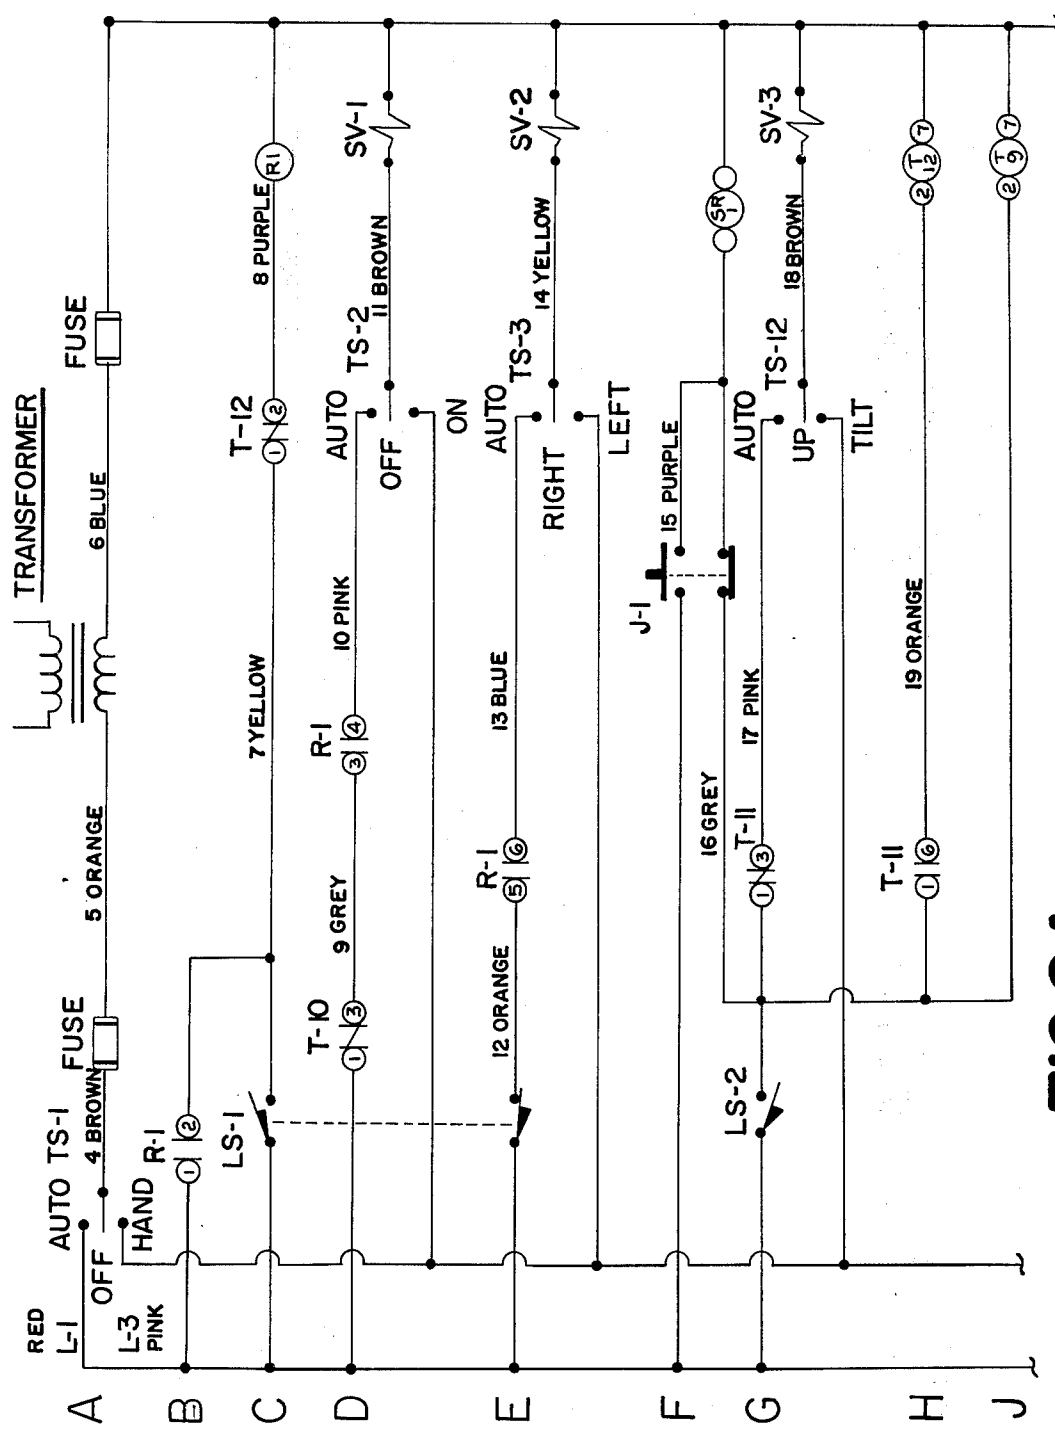 A
RED
L-1
L-3
PINK
AUTO
OFF
HAND
TS-1
4 BROWN
FUSE
5 ORANGE
TRANSFORMER
6 BLUE
FUSE
B
R-1
1
2
C
LS-1
7 YELLOW
T-12
1
2
8 PURPLE
R1
D
T-10
1
3
9 GREY
R-1
3
4
10 PINK
AUTO
OFF
ON
TS-2
11 BROWN
SV-1
E
12 ORANGE
R-1
5
6
13 BLUE
AUTO
RIGHT
LEFT
TS-3
14 YELLOW
SV-2
F
J-1
15 PURPLE
16 GREY
SR
1
G
LS-2
T-11
1
3
17 PINK
AUTO
UP
TILT
TS-12
18 BROWN
SV-3
H
T-11
1
6
19 ORANGE
2
T
12
7
J
2
T
9
7